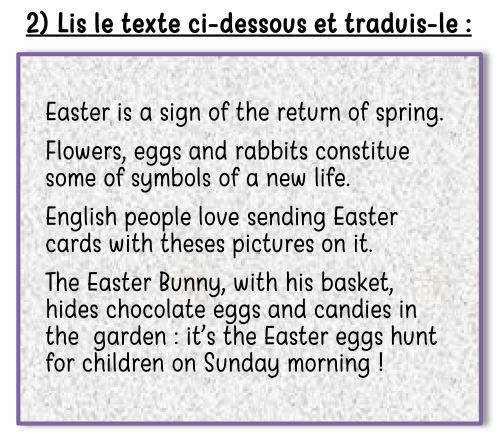 2) Lis le texte ci-dessous et traduis-le :
Easter is a sign of the return of spring.
Flowers, eggs and rabbits constitue
some of symbols of a new life.
English people love sending Easter
cards with theses pictures on it.
The Easter Bunny, with his basket,
hides chocolate eggs and candies in
the garden : it's the Easter eggs hunt
for children on Sunday morning !